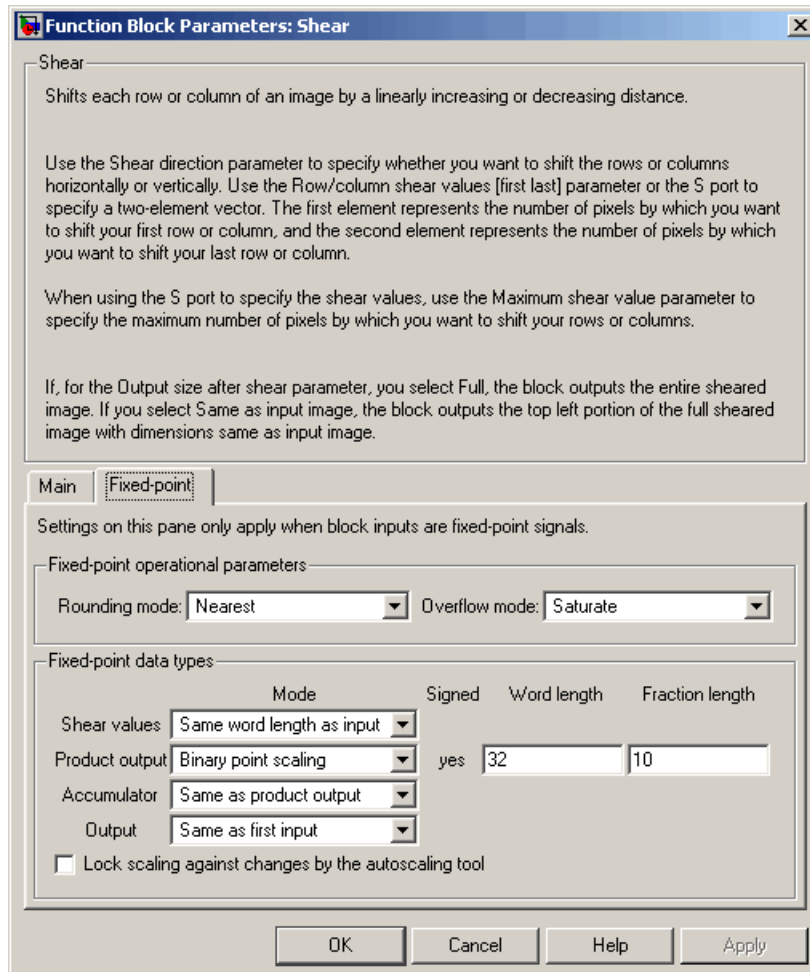 Function Block Parameters: Shear
Shear
Shifts each row or column of an image by a linearly increasing or decreasing distance.
Use the Shear direction parameter to specify whether you want to shift the rows or columns
horizontally or vertically. Use the Row/column shear values [first last] parameter or the S port to
specify a two-element vector. The first element represents the number of pixels by which you want
to shift your first row or column, and the second element represents the number of pixels by which
you want to shift your last row or column.
When using the S port to specify the shear values, use the Maximum shear value parameter to
specify the maximum number of pixels by which you want to shift your rows or columns.
If, for the Output size after shear parameter, you select Full, the block outputs the entire sheared
image. If you select Same as input image, the block outputs the top left portion of the full sheared
image with dimensions same as input image.
Main Fixed-point
Settings on this pane only apply when block inputs are fixed-point signals.
Fixed-point operational parameters
Rounding mode: Nearest Overflow mode: Saturate
Fixed-point data types
Mode Signed Word length Fraction length
Shear values Same word length as input
Product output Binary point scaling yes 32 10
Accumulator Same as product output
Output Same as first input
Lock scaling against changes by the autoscaling tool
OK Cancel Help Apply